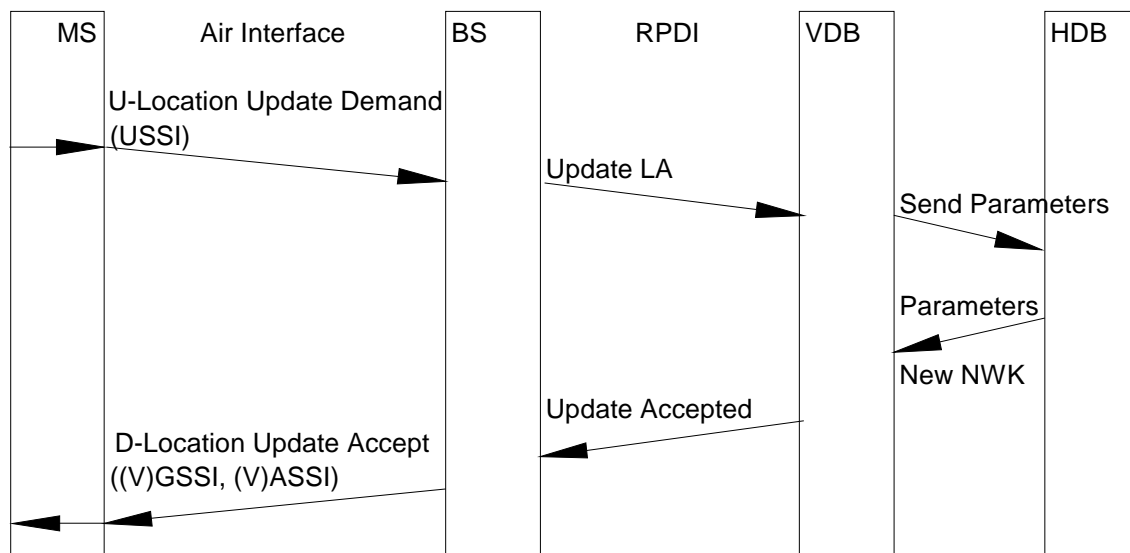 MS Air Interface BS RPDI VDB HDB
U-Location Update Demand
(USSI)
Update LA
Send Parameters
Parameters
New NWK
Update Accepted
D-Location Update Accept
((V)GSSI, (V)ASSI)